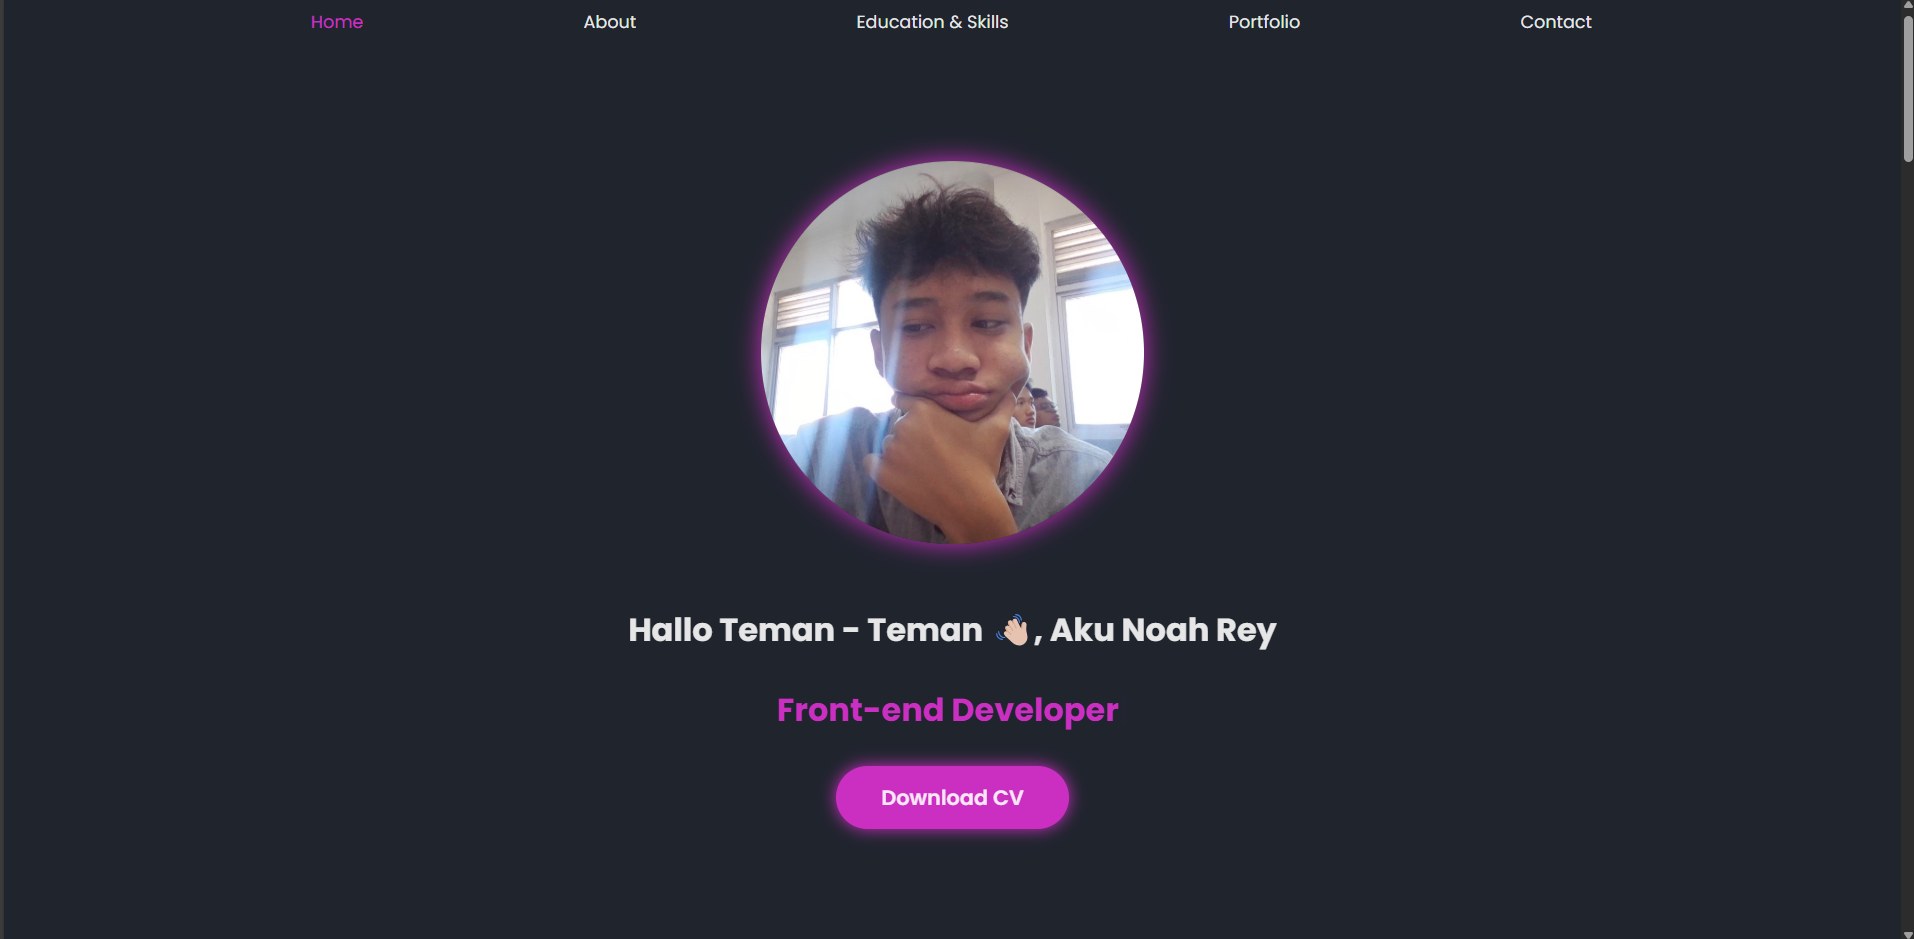 Home About Education & Skills Portfolio Contact
Hallo Teman - Teman 👋🏻, Aku Noah Rey
Front-end Developer
Download CV